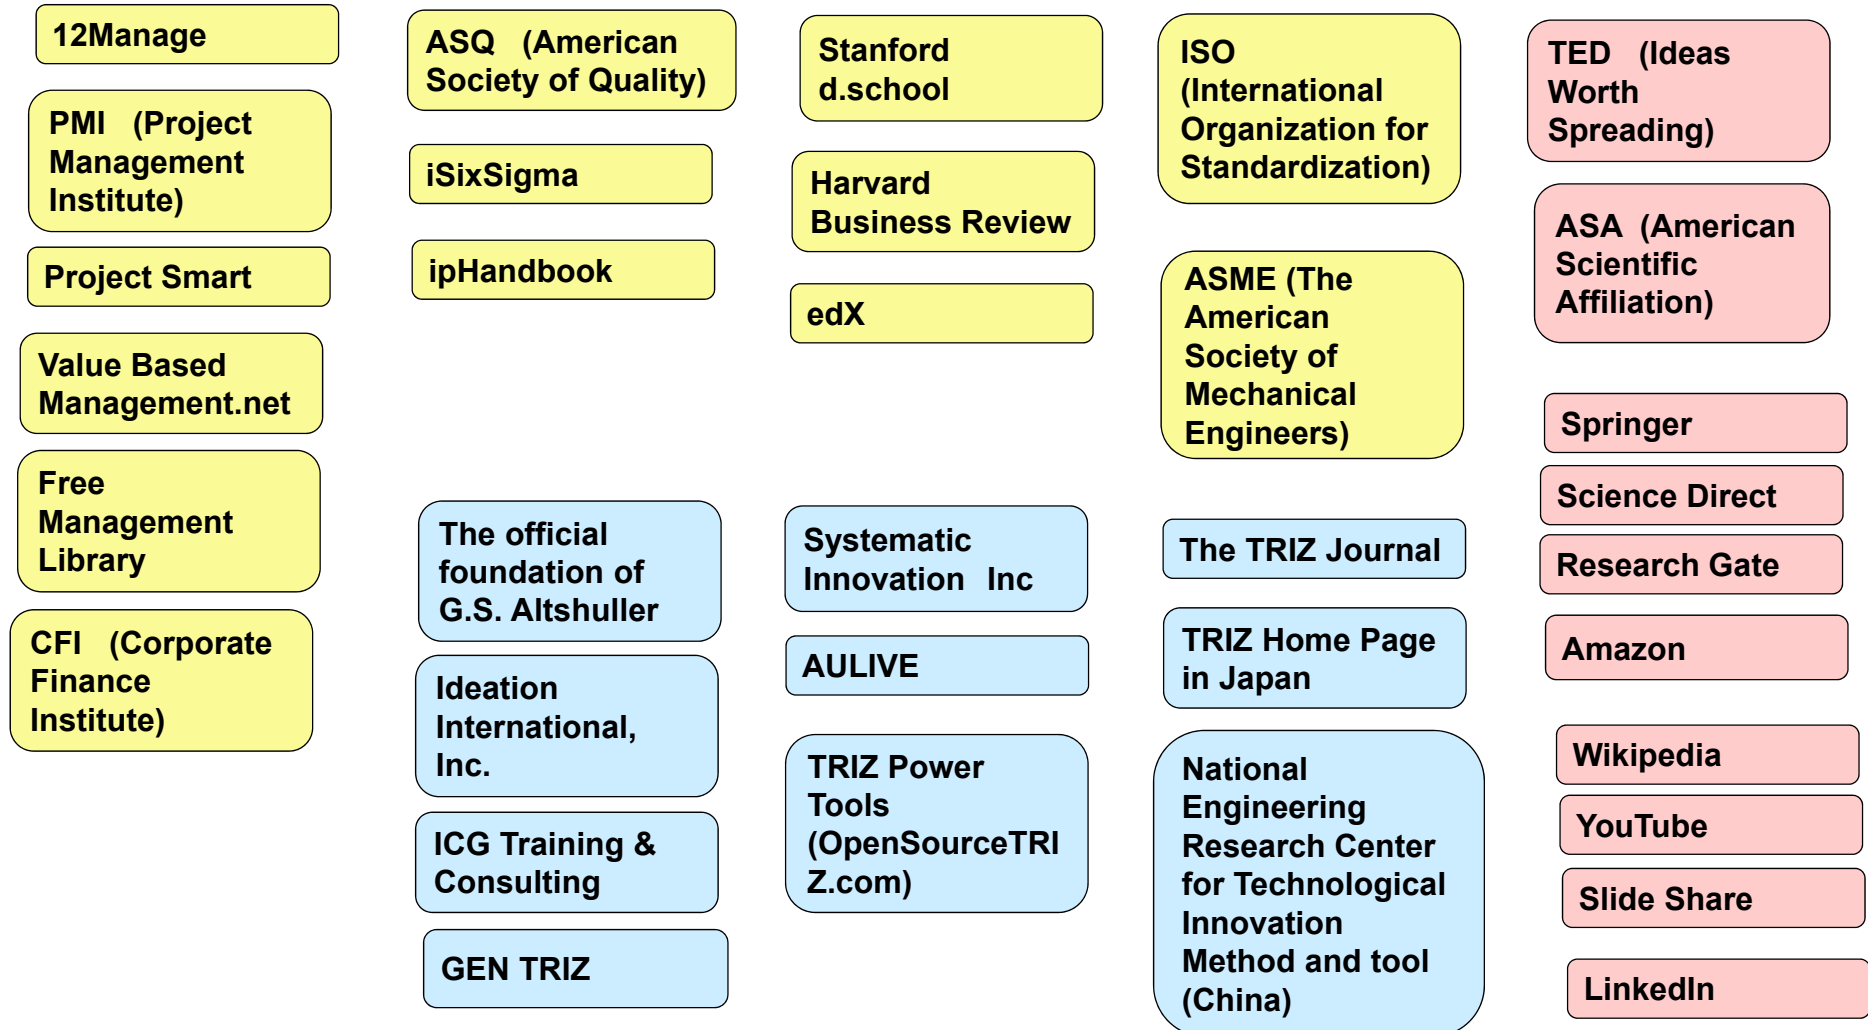 12Manage
PMI (Project
Management
Institute)
Project Smart
Value Based
Management.net
Free
Management
Library
CFI (Corporate
Finance
Institute)
ASQ (American
Society of Quality)
iSixSigma
ipHandbook
Stanford
d.school
Harvard
Business Review
edX
ISO
(International
Organization for
Standardization)
ASME (The
American
Society of
Mechanical
Engineers)
The official
foundation of
G.S. Altshuller
Ideation
International,
Inc.
ICG Training &
Consulting
GEN TRIZ
Systematic
Innovation Inc
AULIVE
TRIZ Power
Tools
(OpenSourceTRI
Z.com)
The TRIZ Journal
TRIZ Home Page
in Japan
National
Engineering
Research Center
for Technological
Innovation
Method and tool
(China)
TED (Ideas
Worth
Spreading)
ASA (American
Scientific
Affiliation)
Springer
Science Direct
Research Gate
Amazon
Wikipedia
YouTube
Slide Share
LinkedIn